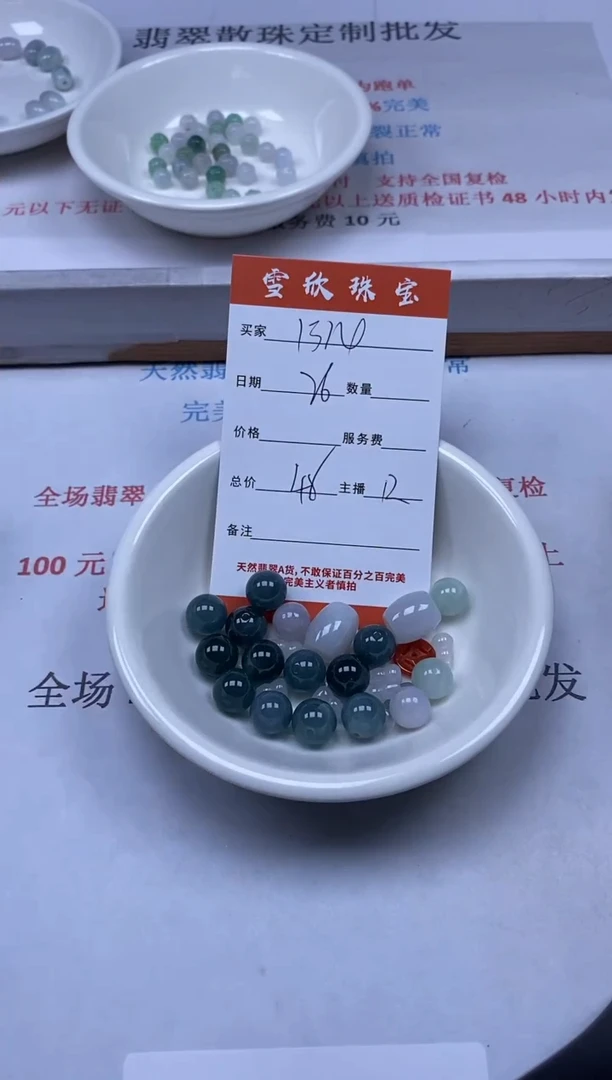 翡翠散珠定制批发
跑单
%完美
裂正常
慎拍
支持全国复检
元以下无证
以上送质检证书 48 小时内
务费 10 元
天然翡
常
完美
全场翡翠
复检
100 元
上
全场
批发
雪欣珠宝
买家
日期 26 数量
价格 服务费
总价 148 主播 12
备注
天然翡翠A货,不敢保证百分之百完美
完美主义者慎拍